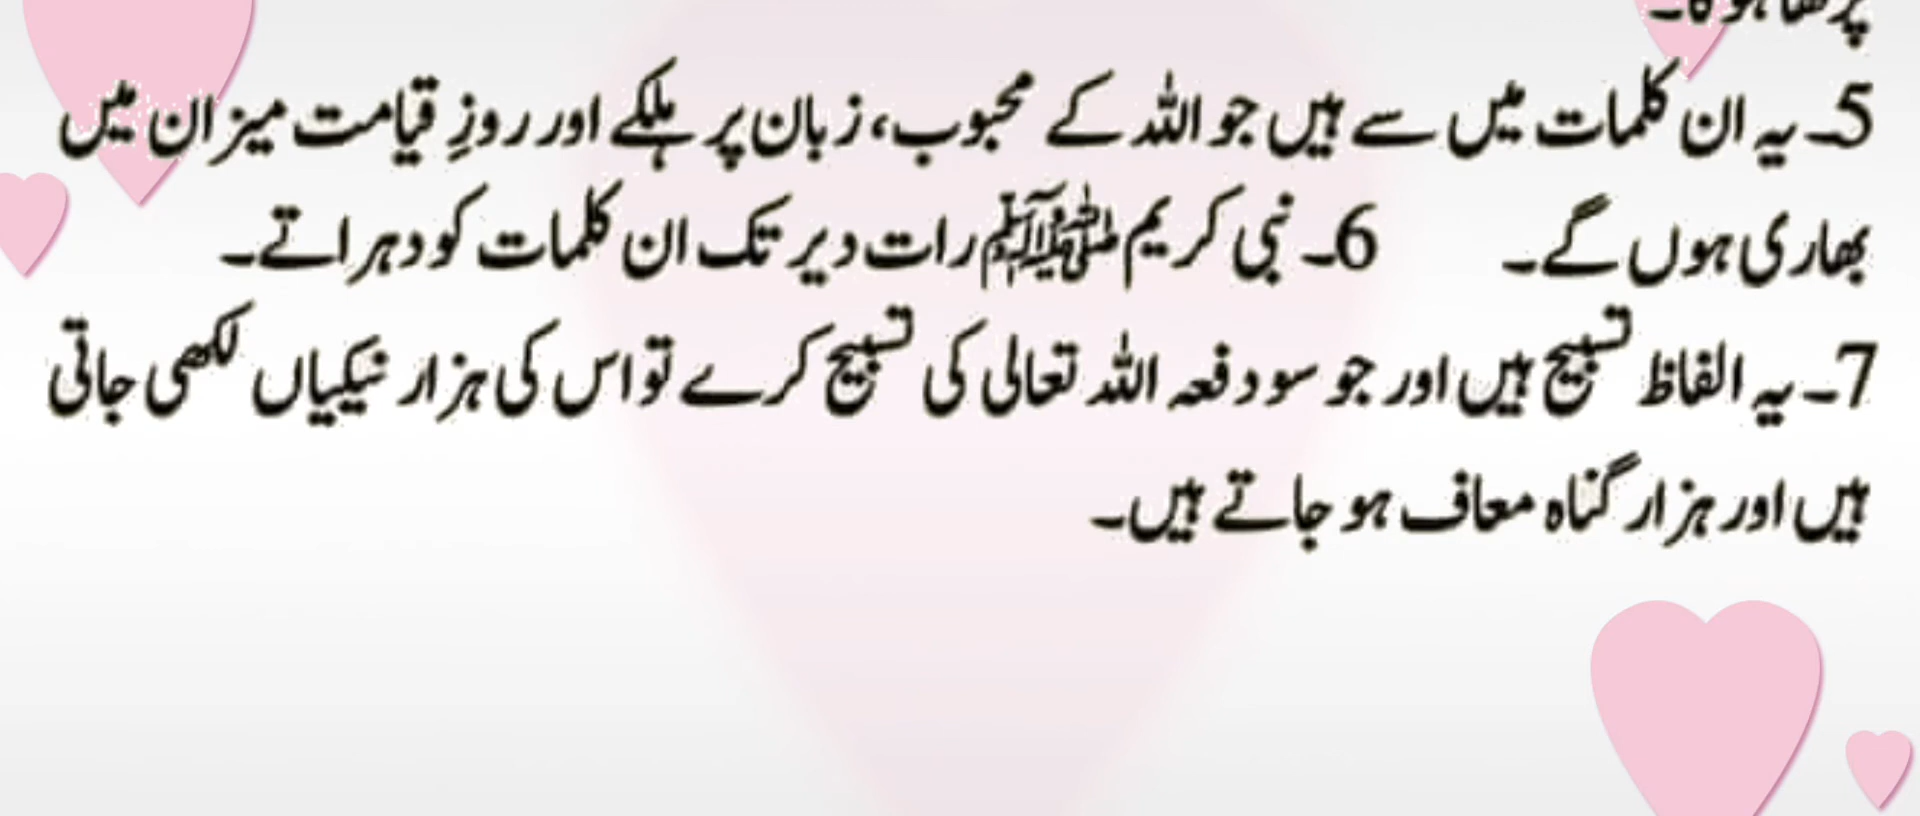 پڑھتا ہو گا۔
5۔ یہ ان کلمات میں سے ہیں جو اللہ کے محبوب، زبان پر ہلکے اور روزِ قیامت میزان میں
بھاری ہوں گے۔ 6۔ نبی کریم ﷺ رات دیر تک ان کلمات کو دہراتے۔
7۔ یہ الفاظ تسبیح ہیں اور جو سو دفعہ اللہ تعالی کی تسبیح کرے تو اس کی ہزار نیکیاں لکھی جاتی
ہیں اور ہزار گناہ معاف ہو جاتے ہیں۔